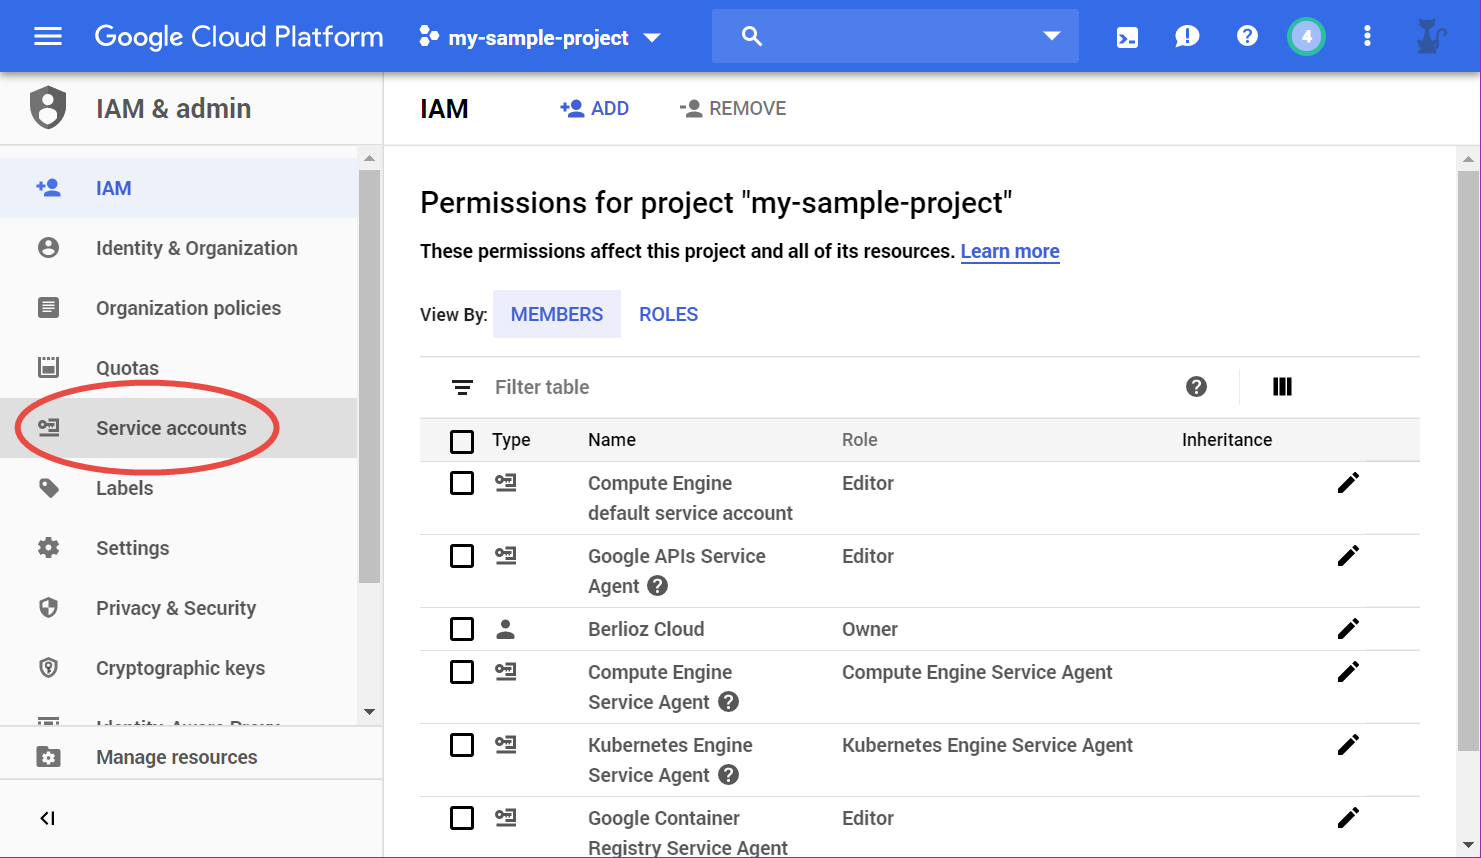 Google Cloud Platform
my-sample-project
4
IAM & admin
IAM
ADD
REMOVE
IAM
Identity & Organization
Organization policies
Quotas
Service accounts
Labels
Settings
Privacy & Security
Cryptographic keys
Identity-Aware Proxy
Manage resources
Permissions for project "my-sample-project"
These permissions affect this project and all of its resources. Learn more
View By: MEMBERS ROLES
Filter table
Type Name Role Inheritance
Compute Engine Editor
default service account
Google APIs Service Editor
Agent
Berlioz Cloud Owner
Compute Engine Compute Engine Service Agent
Service Agent
Kubernetes Engine Kubernetes Engine Service Agent
Service Agent
Google Container Editor
Registry Service Agent